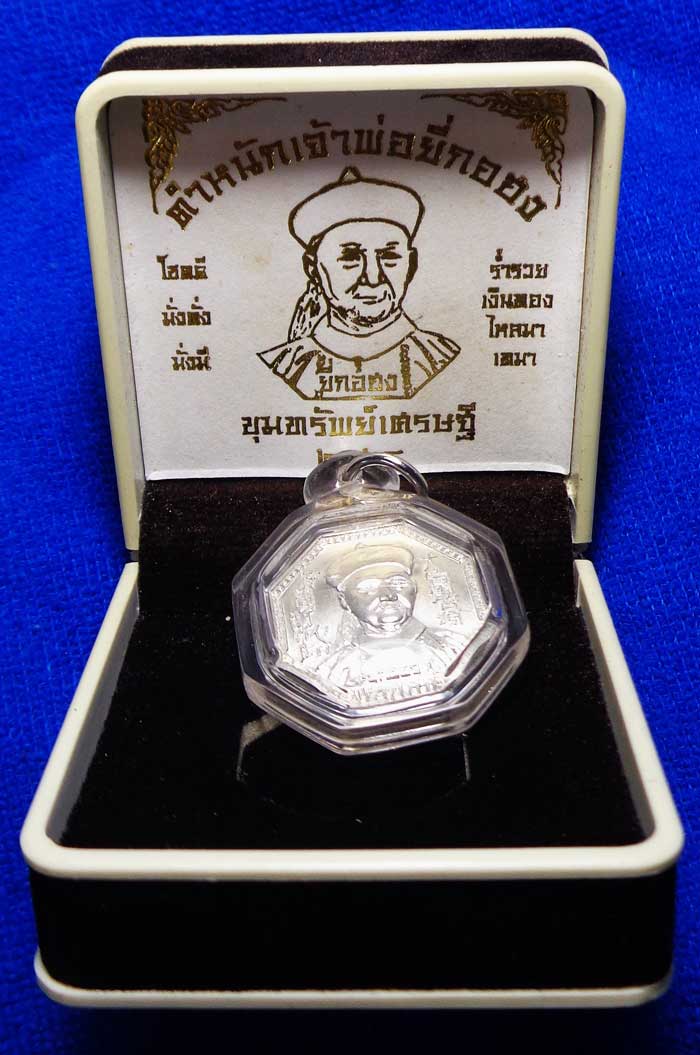 ตำหนักเจ้าพ่อยี่กอฮง
โชคดี
มั่งคั่ง
มั่งมี
ร่ำรวย
เงินทอง
ไหลมา
เทมา
ยี่กอฮง
ขุมทรัพย์เศรษฐี